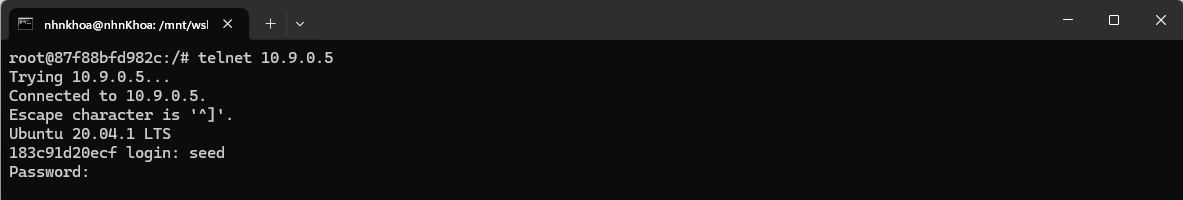 nhnkhoa@nhnKhoa: /mnt/wsl
root@87f88bfd982c:/# telnet 10.9.0.5
Trying 10.9.0.5...
Connected to 10.9.0.5.
Escape character is '^]'.
Ubuntu 20.04.1 LTS
183c91d20ecf login: seed
Password: